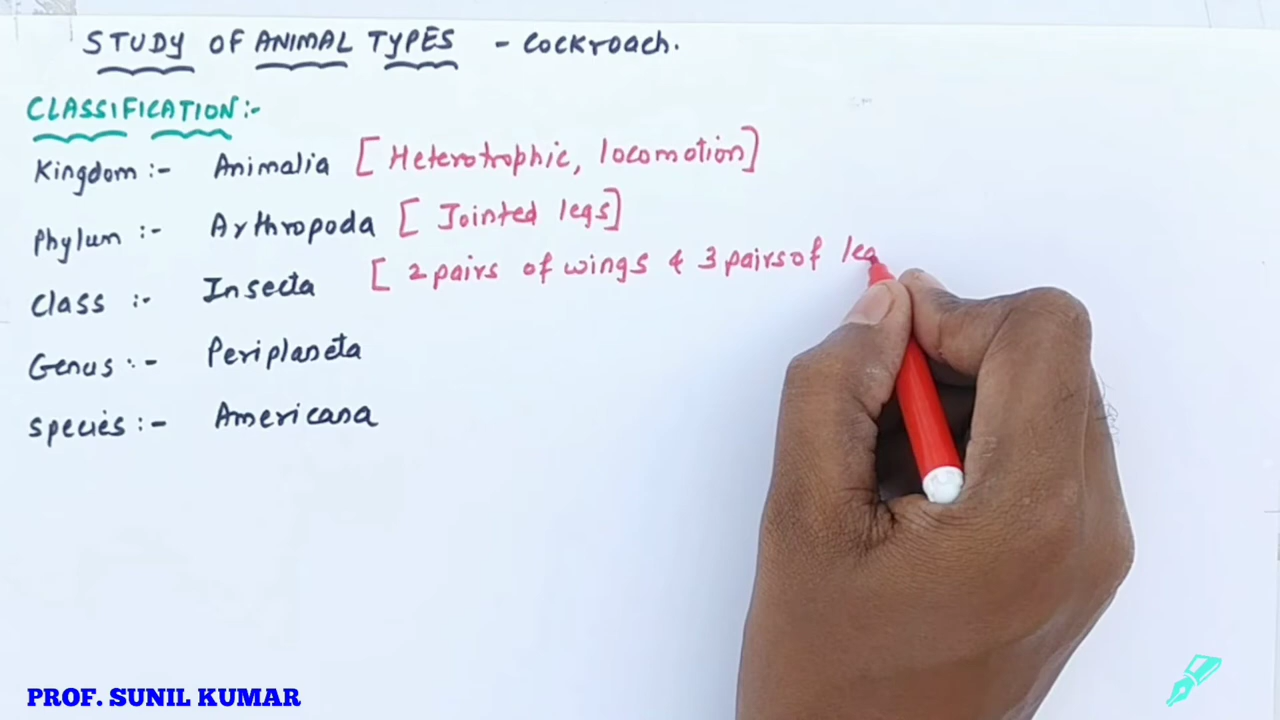 STUDY OF ANIMAL TYPES - Cockroach.
CLASSIFICATION:-
Kingdom:- Animalia [Heterotrophic, locomotion]
Phylum:- Arthropoda [Jointed legs]
Class:- Insecta [2 pairs of wings & 3 pairs of leg
Genus:- Periplaneta
Species:- Americana
PROF. SUNIL KUMAR